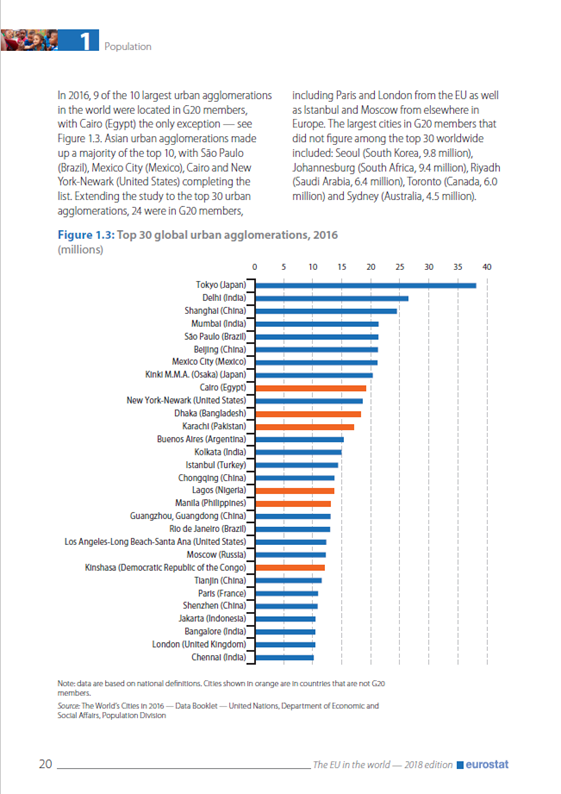 1
Population
In 2016, 9 of the 10 largest urban agglomerations
in the world were located in G20 members,
with Cairo (Egypt) the only exception — see
Figure 1.3. Asian urban agglomerations made
up a majority of the top 10, with São Paulo
(Brazil), Mexico City (Mexico), Cairo and New
York-Newark (United States) completing the
list. Extending the study to the top 30 urban
agglomerations, 24 were in G20 members,
including Paris and London from the EU as well
as Istanbul and Moscow from elsewhere in
Europe. The largest cities in G20 members that
did not figure among the top 30 worldwide
included: Seoul (South Korea, 9.8 million),
Johannesburg (South Africa, 9.4 million), Riyadh
(Saudi Arabia, 6.4 million), Toronto (Canada, 6.0
million) and Sydney (Australia, 4.5 million).
Figure 1.3: Top 30 global urban agglomerations, 2016
(millions)
0 5 10 15 20 25 30 35 40
Tokyo (Japan)
Delhi (India)
Shanghai (China)
Mumbai (India)
São Paulo (Brazil)
Beijing (China)
Mexico City (Mexico)
Kinki M.M.A. (Osaka) (Japan)
Cairo (Egypt)
New York-Newark (United States)
Dhaka (Bangladesh)
Karachi (Pakistan)
Buenos Aires (Argentina)
Kolkata (India)
Istanbul (Turkey)
Chongqing (China)
Lagos (Nigeria)
Manila (Philippines)
Guangzhou, Guangdong (China)
Rio de Janeiro (Brazil)
Los Angeles-Long Beach-Santa Ana (United States)
Moscow (Russia)
Kinshasa (Democratic Republic of the Congo)
Tianjin (China)
Paris (France)
Shenzhen (China)
Jakarta (Indonesia)
Bangalore (India)
London (United Kingdom)
Chennai (India)
Note: data are based on national definitions. Cities shown in orange are in countries that are not G20
members.
Source: The World's Cities in 2016 — Data Booklet — United Nations, Department of Economic and
Social Affairs, Population Division
20
The EU in the world — 2018 edition eurostat